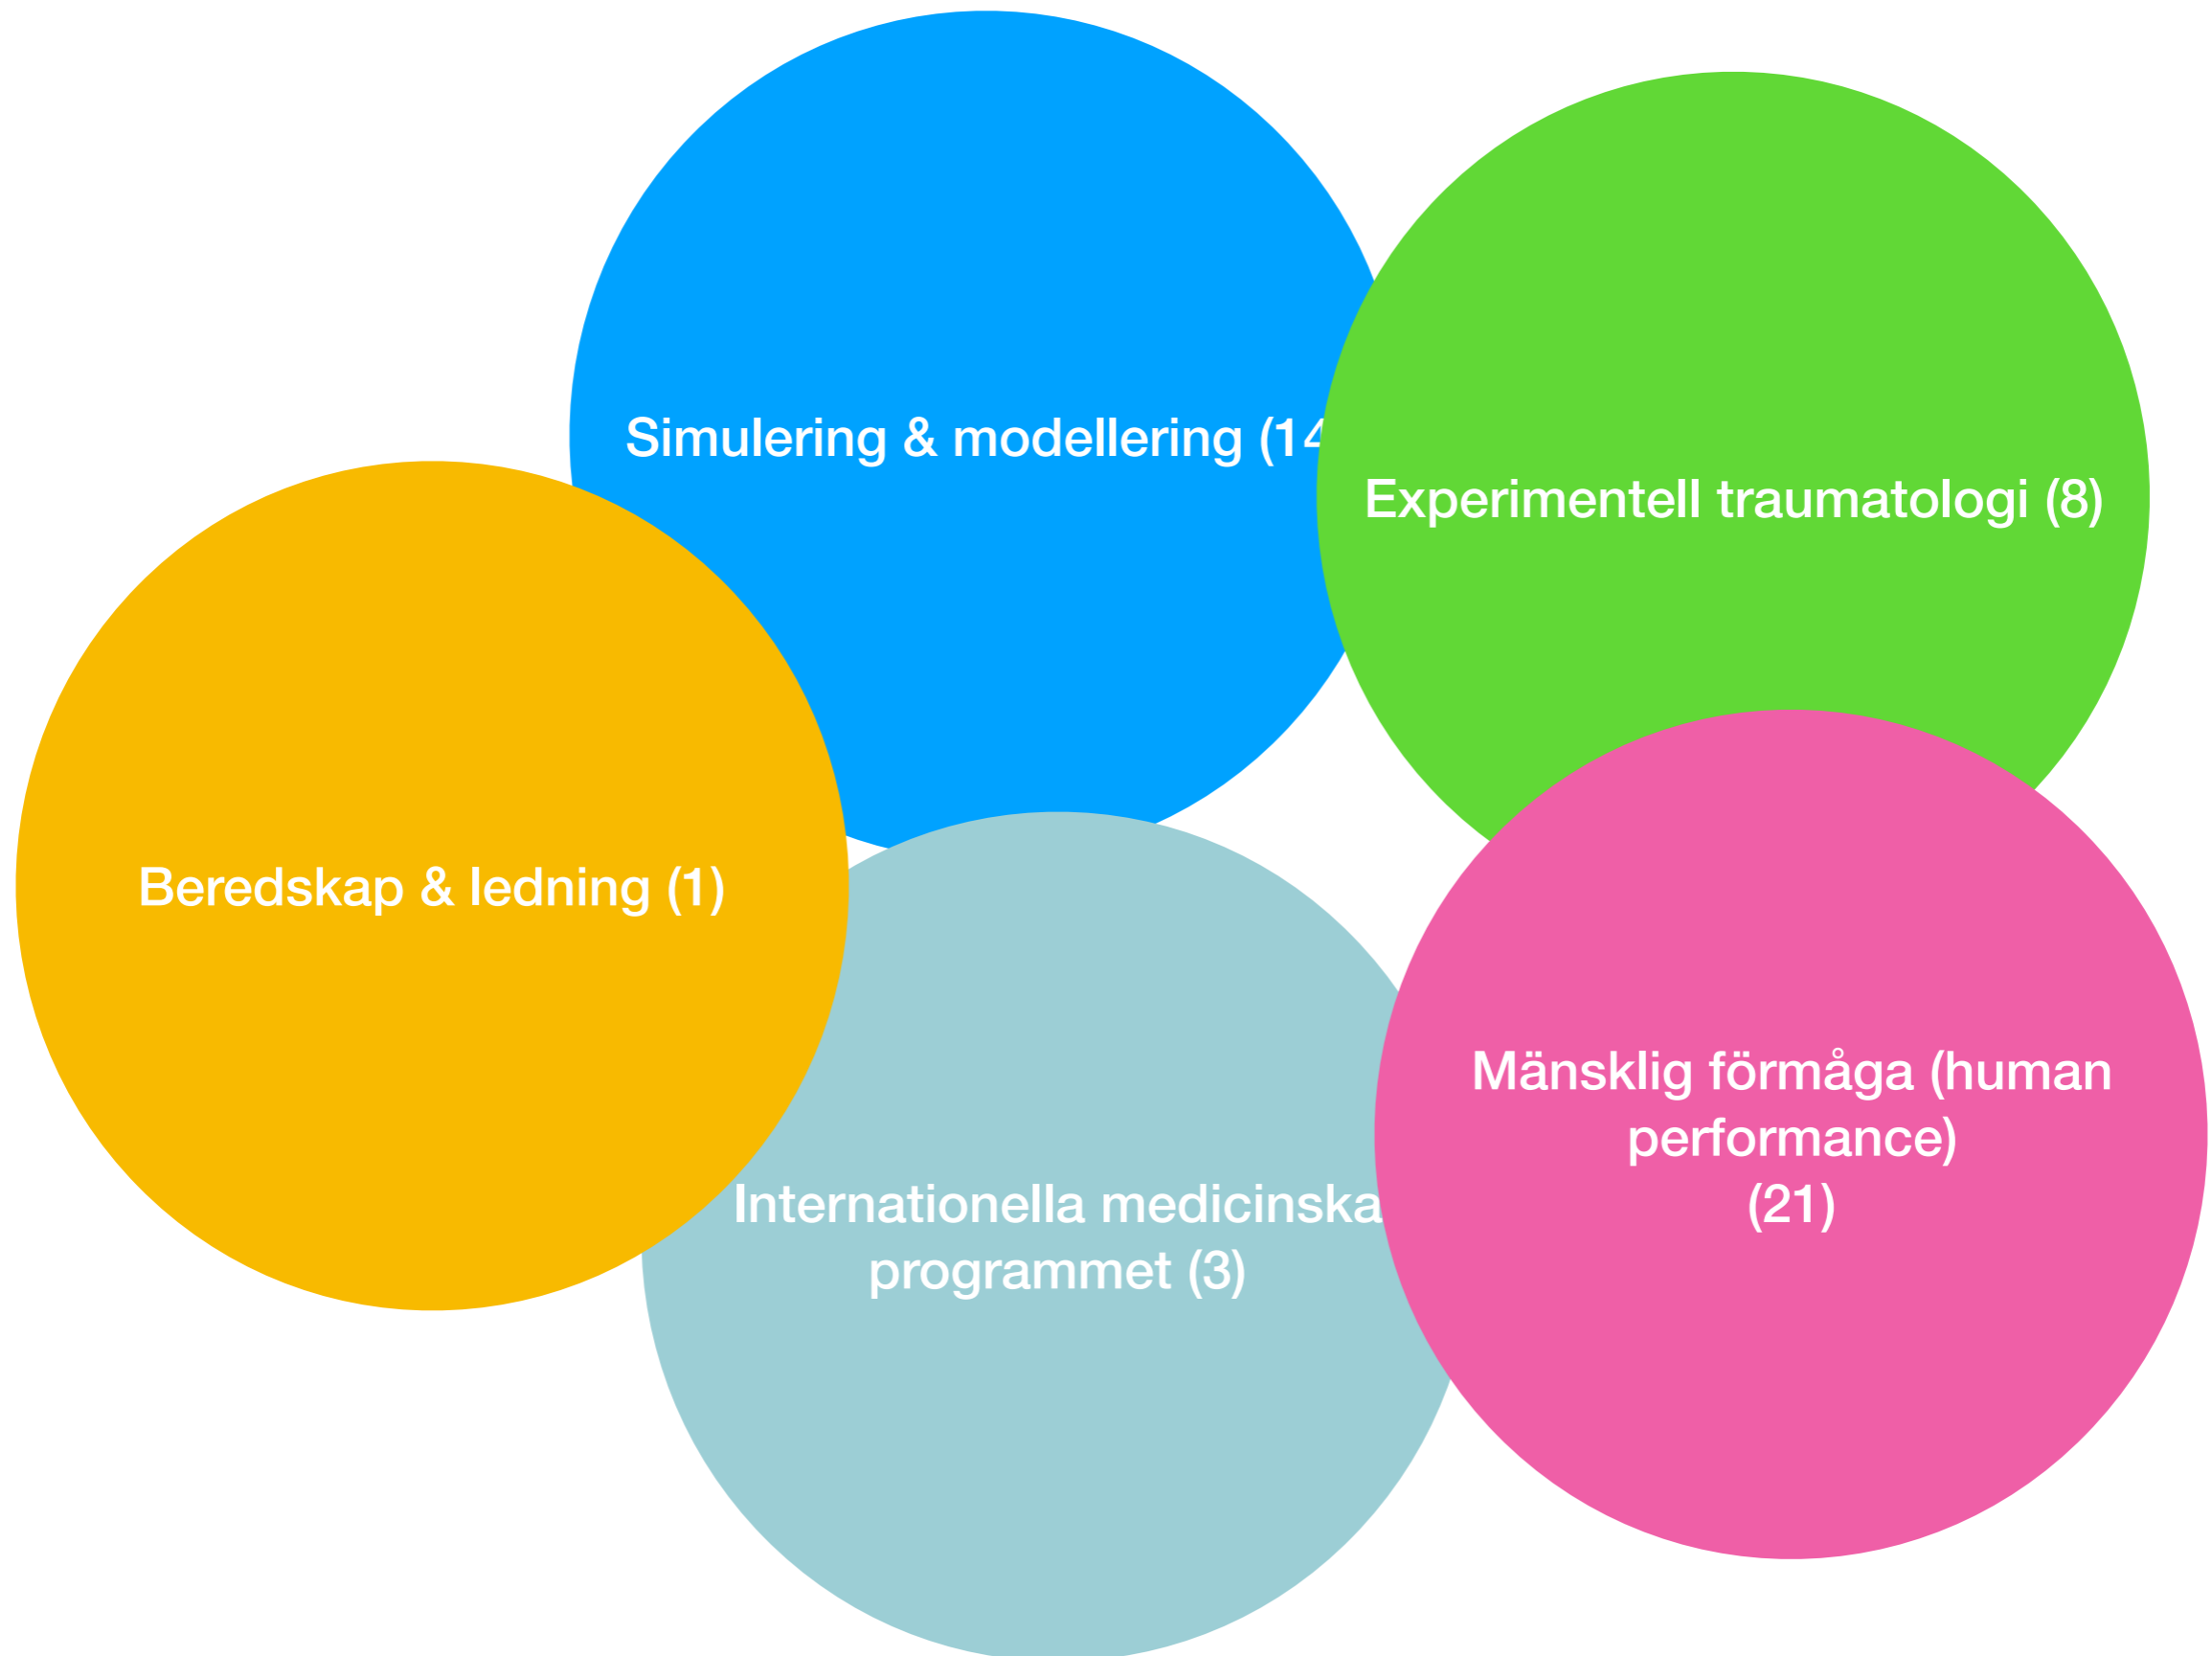 Simulering & modellering (14
Experimentell traumatologi (8)
Beredskap & ledning (1)
Mänsklig förmåga (human
performance)
(21)
Internationella medicinska
programmet (3)